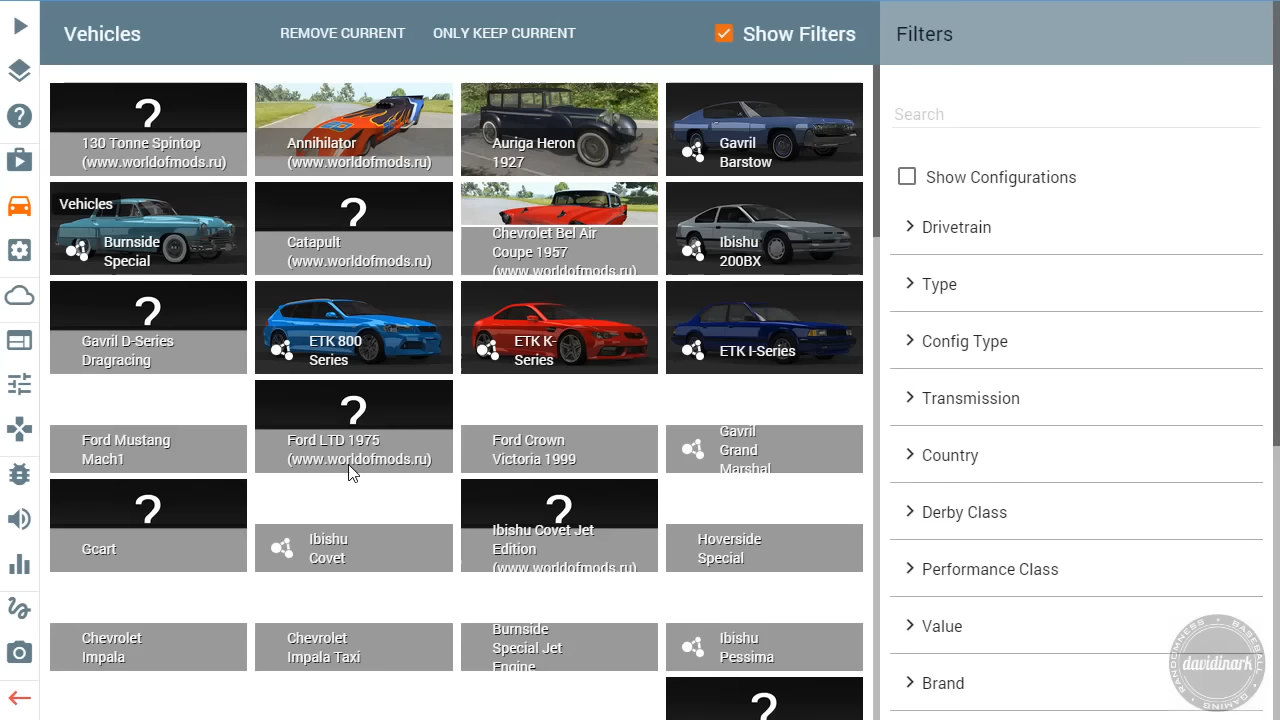 Vehicles
REMOVE CURRENT
ONLY KEEP CURRENT
Show Filters
Filters
?
130 Tonne Spintop
(www.worldofmods.ru)
Annihilator
(www.worldofmods.ru)
Auriga Heron
1927
Gavril
Barstow
Vehicles
Burnside
Special
?
Catapult
(www.worldofmods.ru)
Chevrolet Bel Air
Coupe 1957
(www.worldofmods.ru)
Ibishu
200BX
?
Gavril D-Series
Dragracing
ETK 800
Series
ETK K-
Series
ETK I-Series
Ford Mustang
Mach1
?
Ford LTD 1975
(www.worldofmods.ru)
Ford Crown
Victoria 1999
Gavril
Grand
Marshal
?
Gcart
Ibishu
Covet
?
Ibishu Covet Jet
Edition
(www.worldofmods.ru)
Hoverside
Special
Chevrolet
Impala
Chevrolet
Impala Taxi
Burnside
Special Jet
Engine
Ibishu
Pessima
?
Search
Show Configurations
Drivetrain
Type
Config Type
Transmission
Country
Derby Class
Performance Class
Value
Brand
davidinark
RANDOMNESS • BASEBALL • GAMING